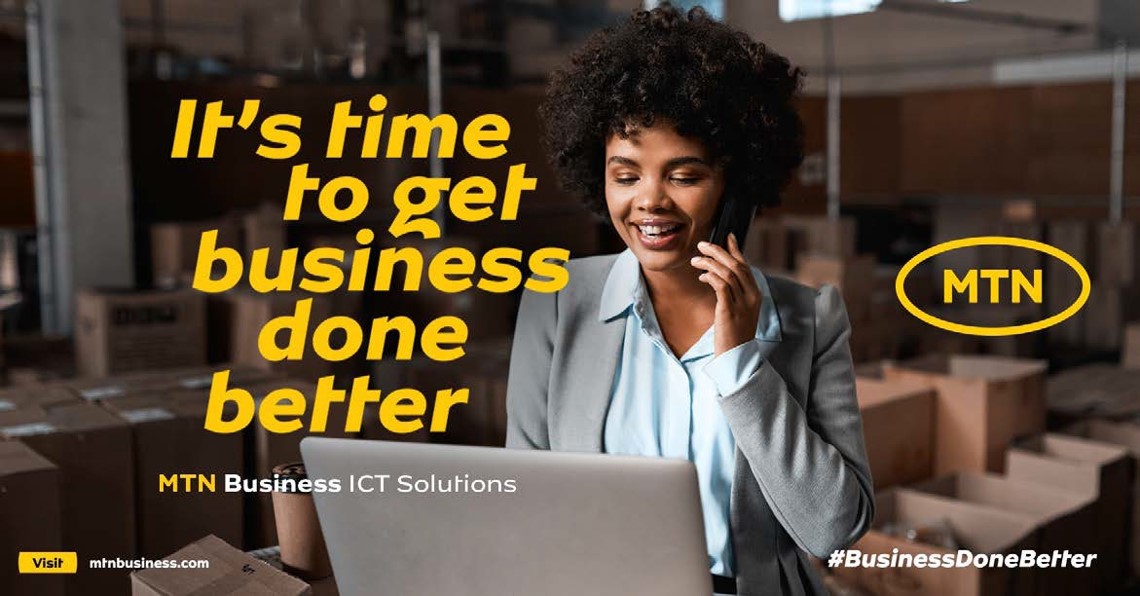 It's time
to get
business
done
better
MTN
MTN Business ICT Solutions
Visit mtnbusiness.com
#BusinessDoneBetter